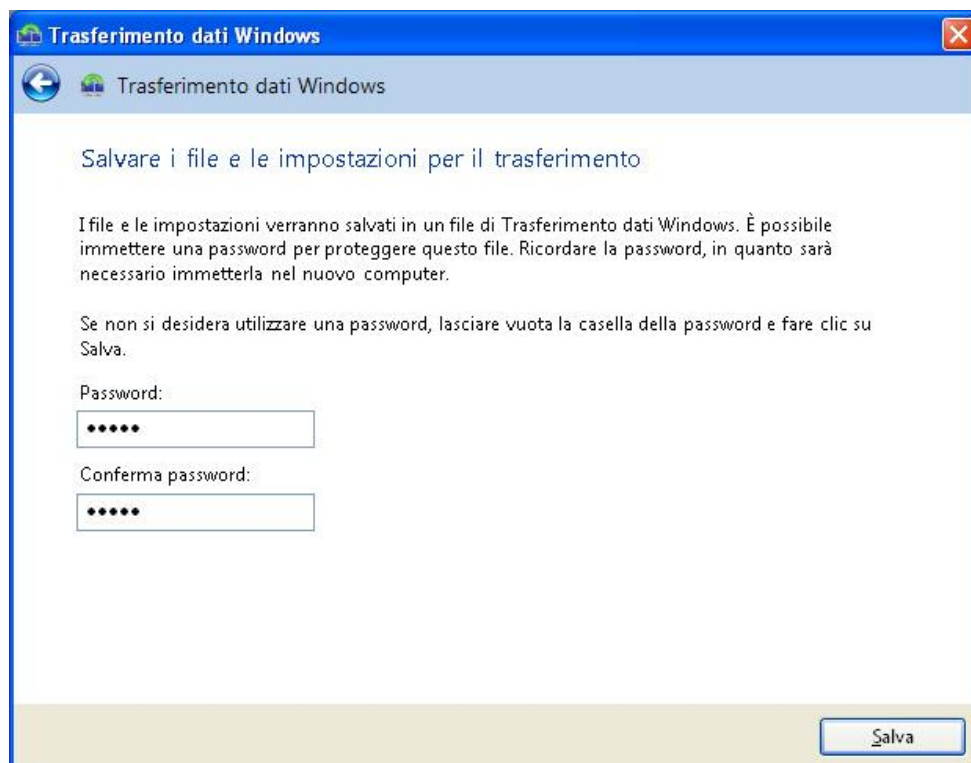 Trasferimento dati Windows
Trasferimento dati Windows
Salvare i file e le impostazioni per il trasferimento
I file e le impostazioni verranno salvati in un file di Trasferimento dati Windows. È possibile
immettere una password per proteggere questo file. Ricordare la password, in quanto sarà
necessario immetterla nel nuovo computer.
Se non si desidera utilizzare una password, lasciare vuota la casella della password e fare clic su
Salva.
Password:
•••••
Conferma password:
•••••
Salva